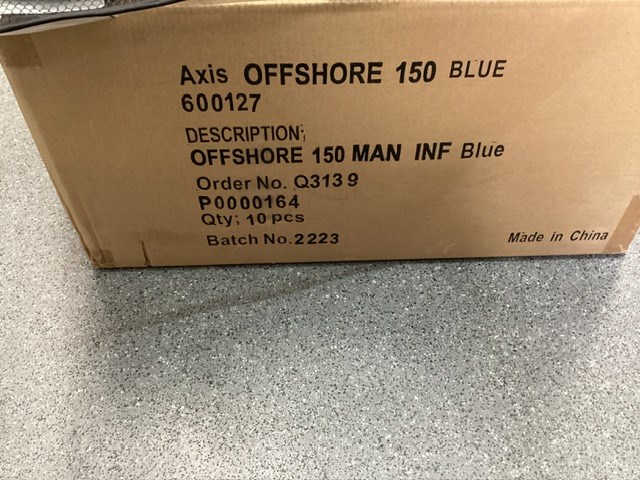 Axis OFFSHORE 150 BLUE
600127
DESCRIPTION;
OFFSHORE 150 MAN INF Blue
Order No. Q3139
P0000164
Qty; 10 pcs
Batch No.2223
Made in China